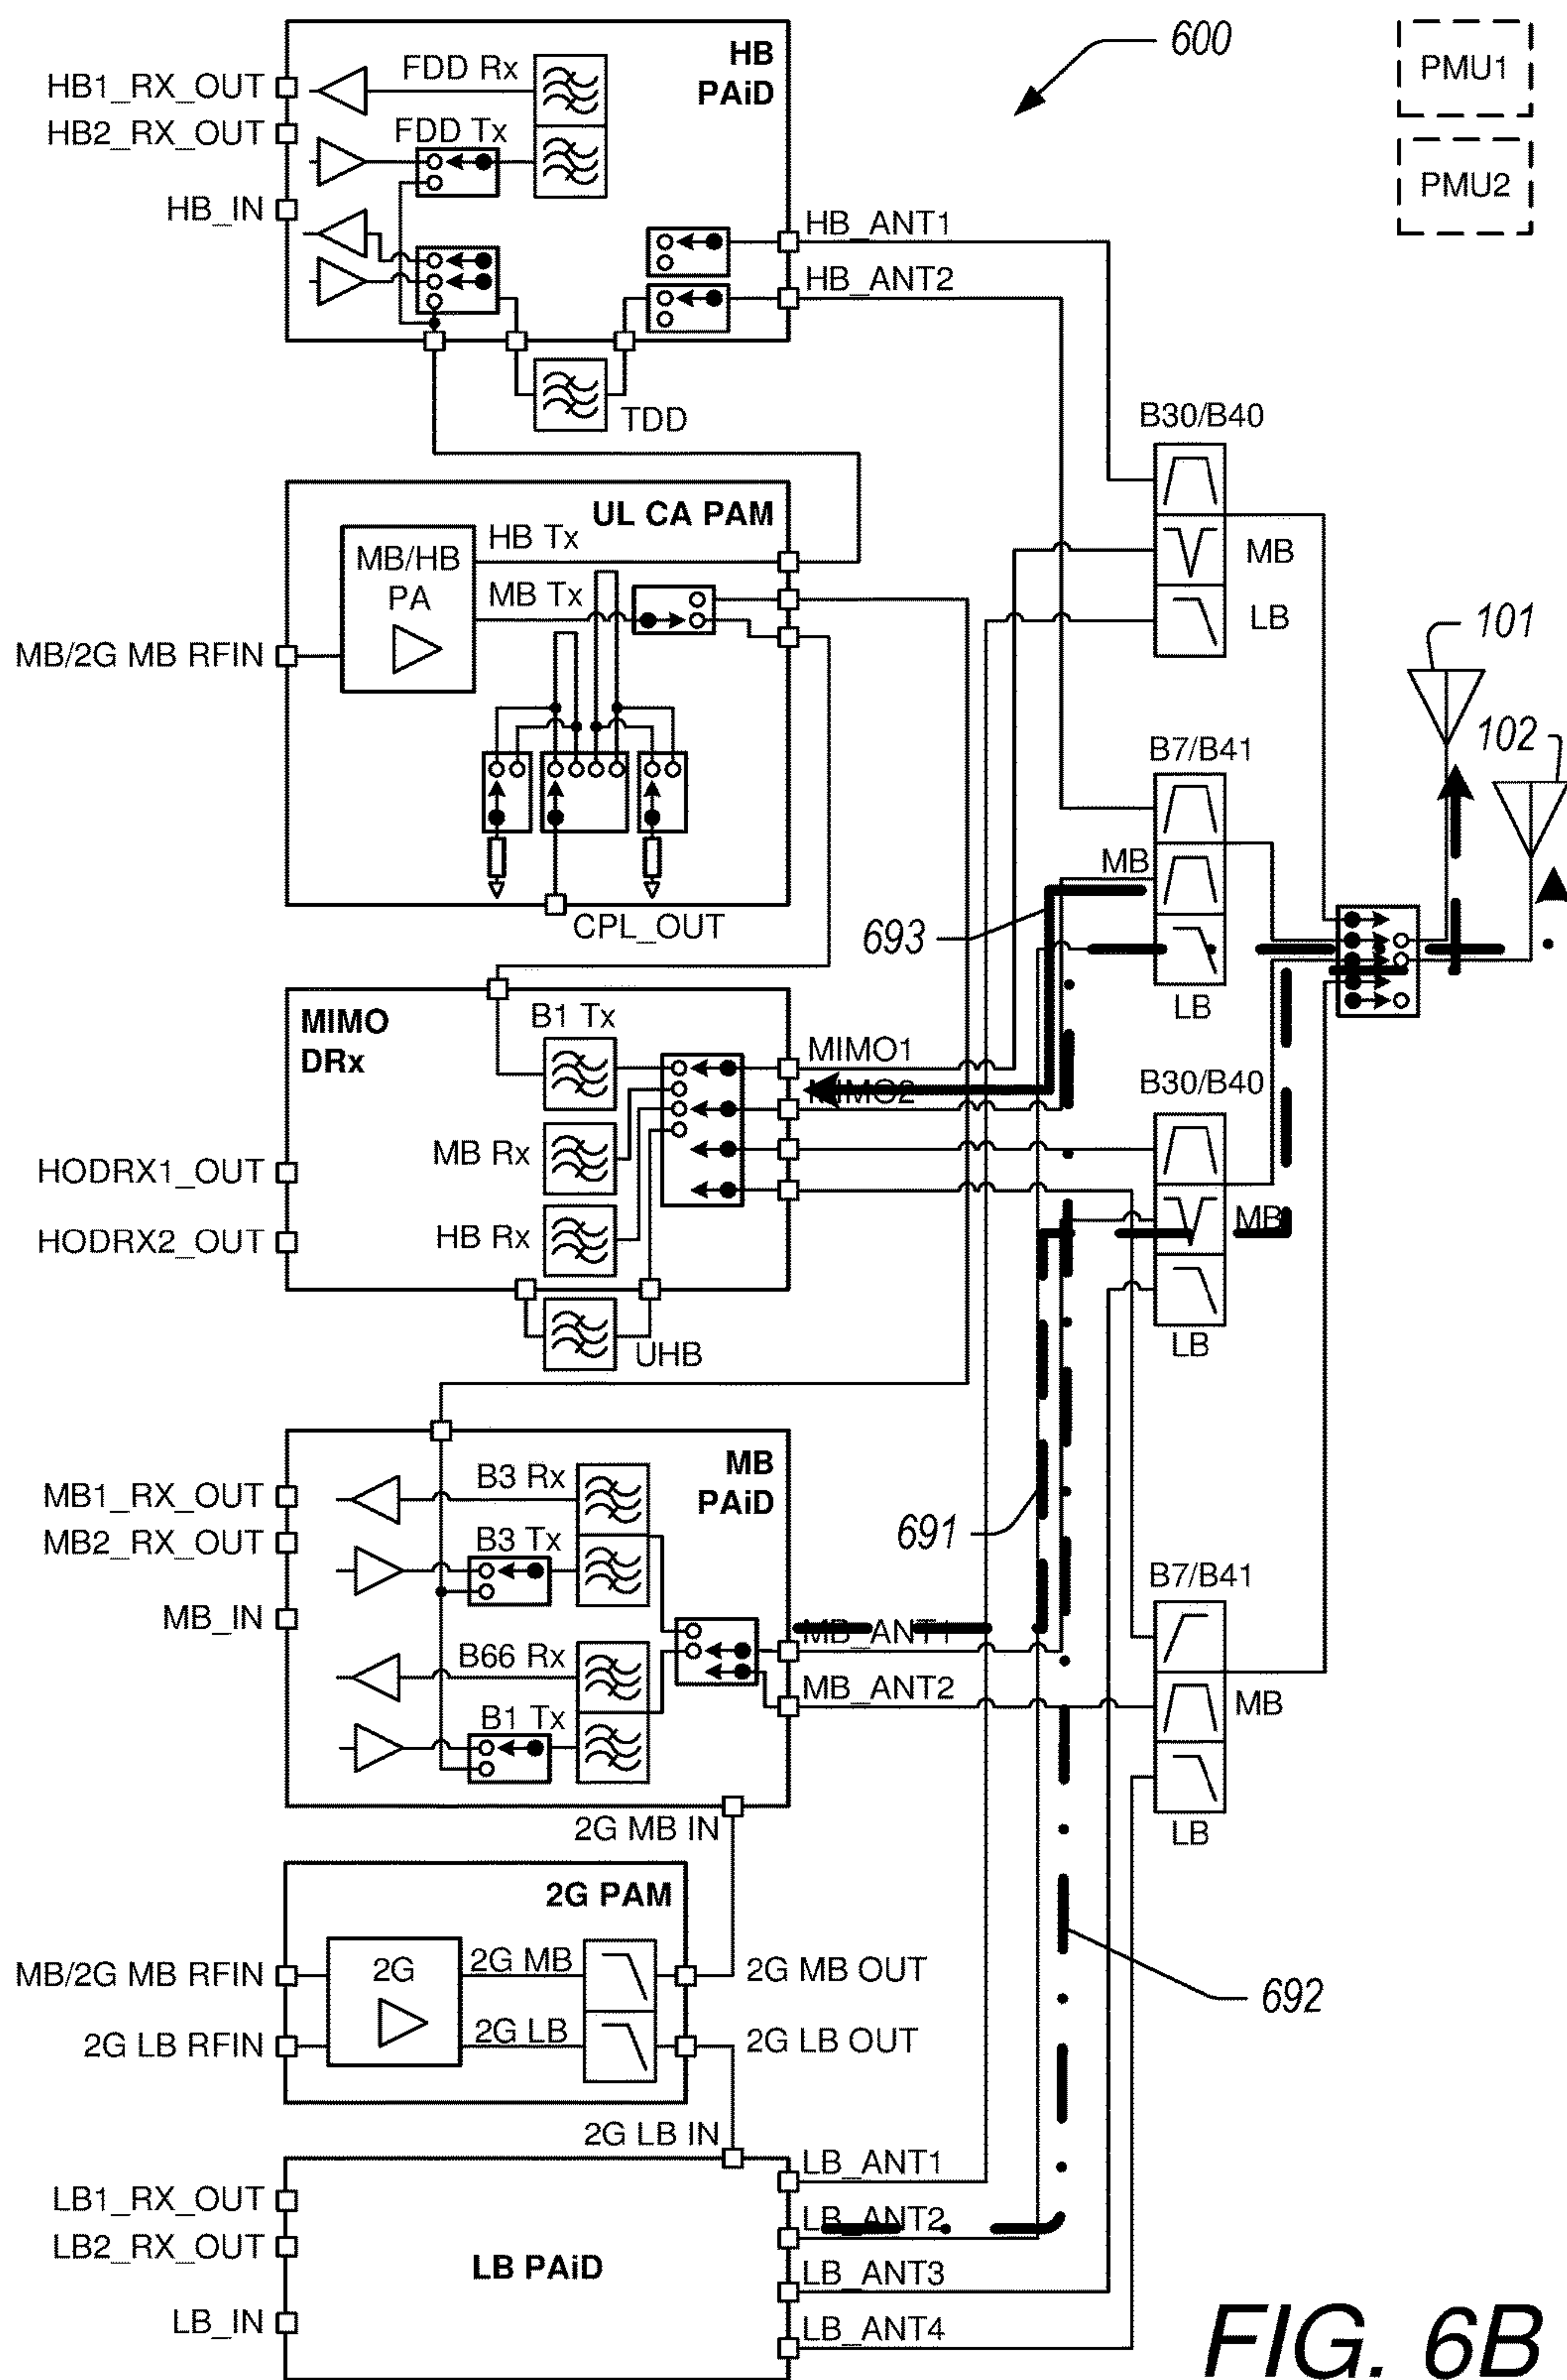 600
PMU1
PMU2
HB
PAiD
HB1_RX_OUT
FDD Rx
HB2_RX_OUT
FDD Tx
HB_IN
HB_ANT1
HB_ANT2
TDD
B30/B40
MB
LB
UL CA PAM
MB/HB
PA
HB Tx
MB Tx
MB/2G MB RFIN
CPL_OUT
101
102
B7/B41
MB
LB
693
MIMO
DRx
B1 Tx
MIMO1
MIMO2
MB Rx
HB Rx
HODRX1_OUT
HODRX2_OUT
UHB
B30/B40
MB
LB
MB
PAiD
MB1_RX_OUT
B3 Rx
MB2_RX_OUT
B3 Tx
MB_IN
B66 Rx
B1 Tx
MB_ANT1
MB_ANT2
691
B7/B41
MB
LB
2G MB IN
2G PAM
MB/2G MB RFIN
2G
2G MB
2G MB OUT
2G LB RFIN
2G LB
2G LB OUT
692
2G LB IN
LB_ANT1
LB1_RX_OUT
LB_ANT2
LB2_RX_OUT
LB PAiD
LB_ANT3
LB_IN
LB_ANT4
FIG. 6B